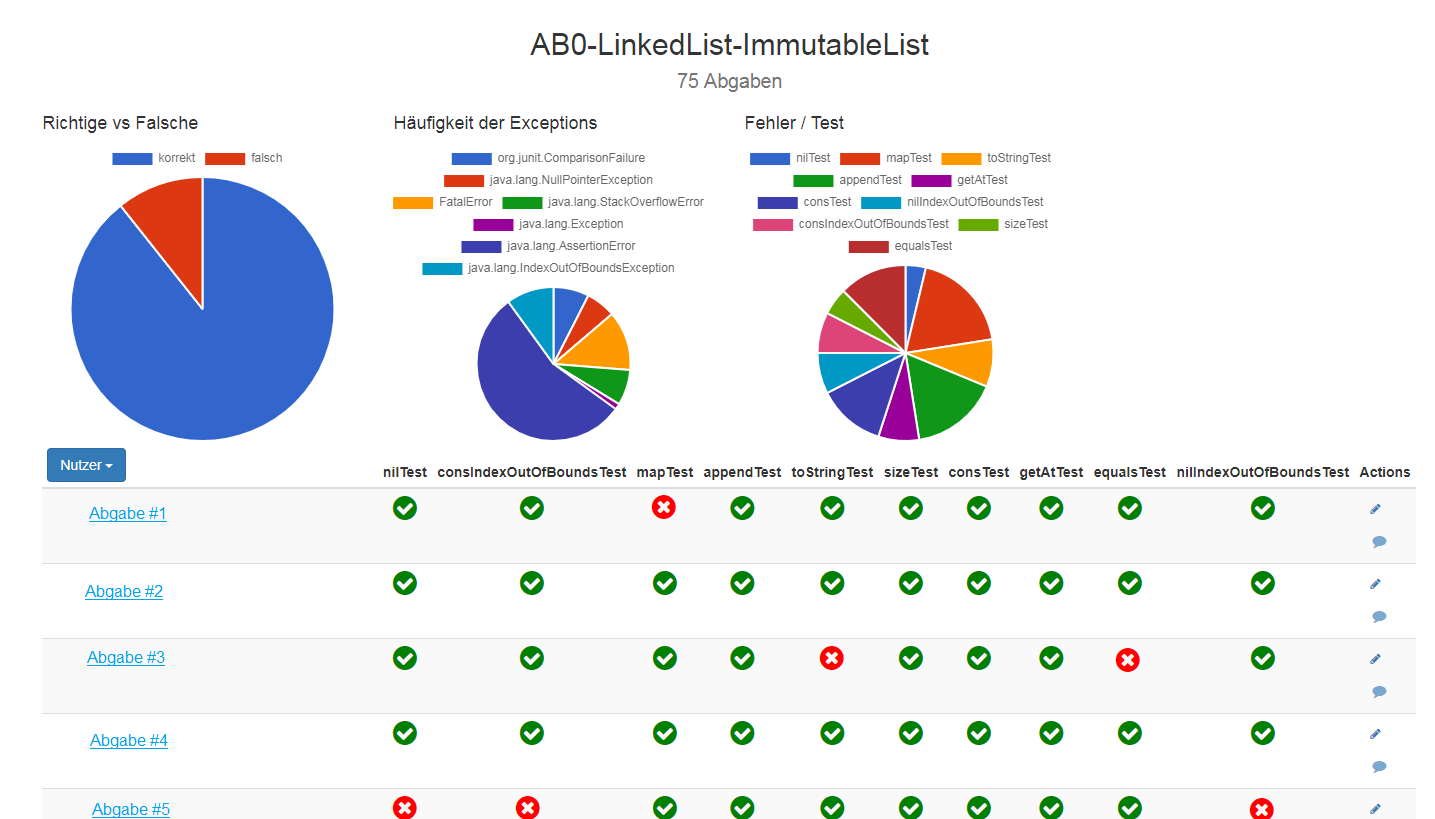 AB0-LinkedList-ImmutableList
75 Abgaben
Richtige vs Falsche
korrekt falsch
Häufigkeit der Exceptions
org.junit.ComparisonFailure
java.lang.NullPointerException
FatalError java.lang.StackOverflowError
java.lang.Exception
java.lang.AssertionError
java.lang.IndexOutOfBoundsException
Fehler / Test
nilTest mapTest toStringTest
appendTest getAtTest
consTest nilIndexOutOfBoundsTest
consIndexOutOfBoundsTest sizeTest
equalsTest
Nutzer
nilTest consIndexOutOfBoundsTest mapTest appendTest toStringTest sizeTest consTest getAtTest equalsTest nilIndexOutOfBoundsTest Actions
Abgabe #1
Abgabe #2
Abgabe #3
Abgabe #4
Abgabe #5